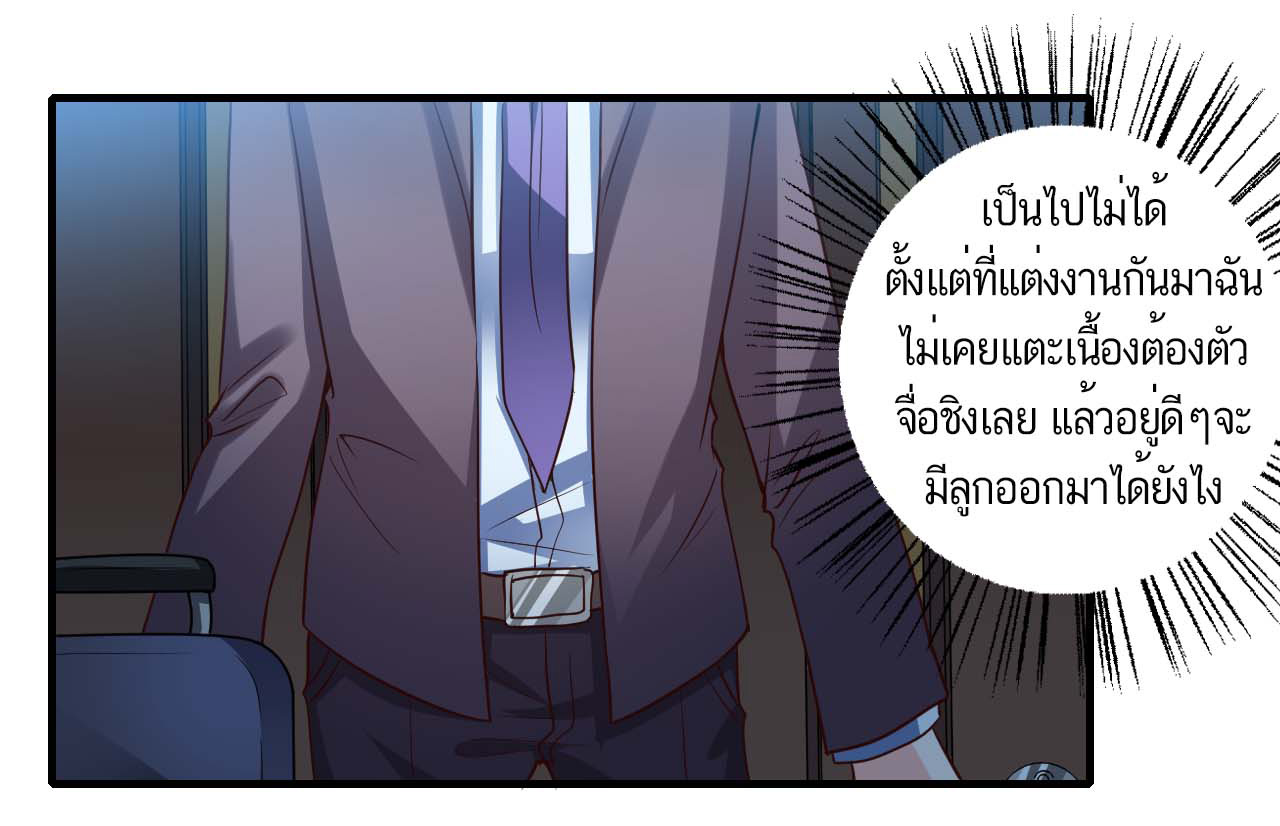 เป็นไปไม่ได้
ตั้งแต่ที่แต่งงานกันมาฉัน
ไม่เคยแตะเนื้องต้องตัว
จื่อชิงเลย แล้วอยู่ดีๆจะ
มีลูกออกมาได้ยังไง